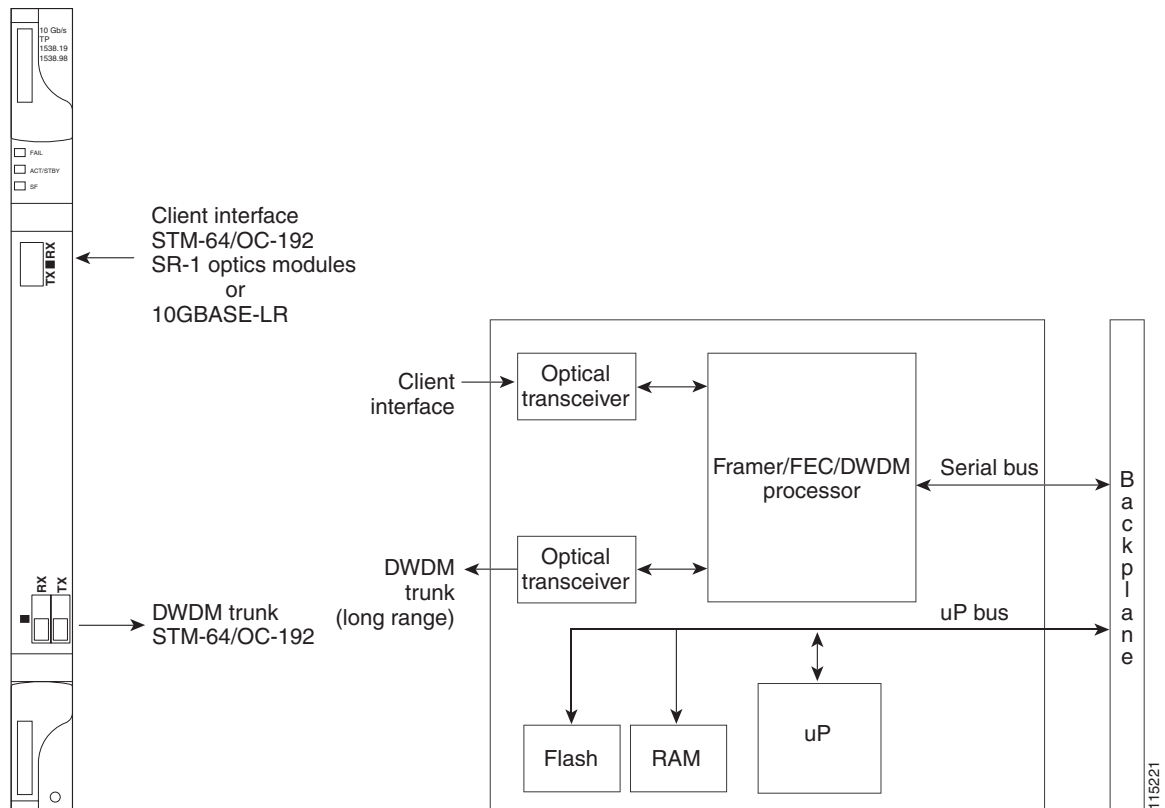 10 Gb/s
TP
1538.19
1538.98
FAIL
ACT/STBY
SF
TX ■ RX
Client interface
STM-64/OC-192
SR-1 optics modules
or
10GBASE-LR
RX
TX
DWDM trunk
STM-64/OC-192
Client
interface
Optical
transceiver
Framer/FEC/DWDM
processor
Serial bus
DWDM
trunk
(long range)
Optical
transceiver
uP bus
Flash
RAM
uP
Backplane
115221